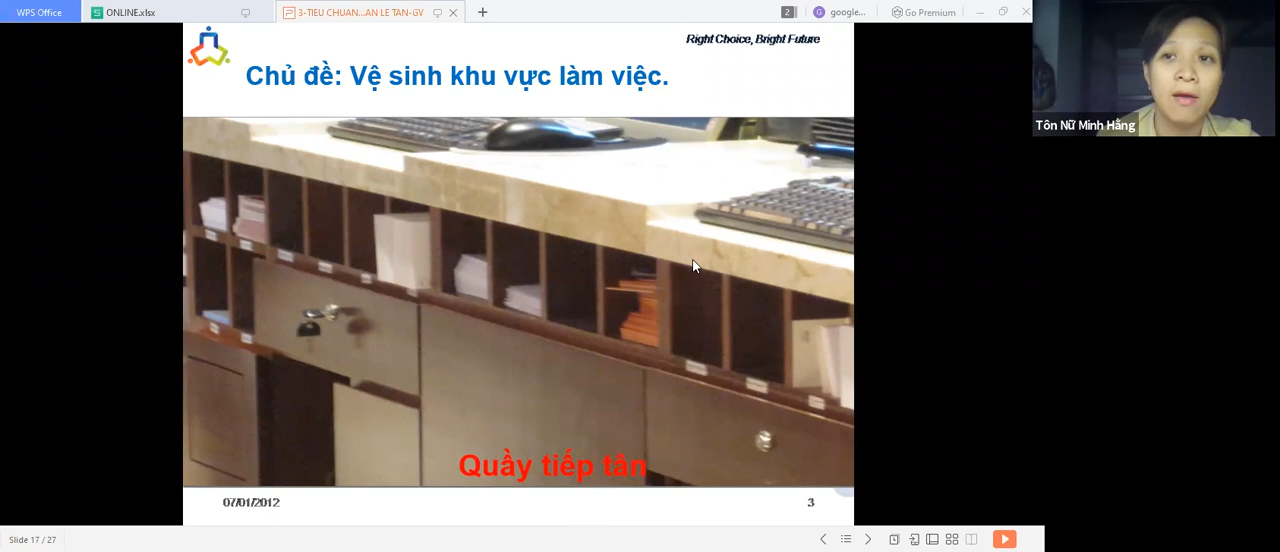 WPS Office
ONLINE.xlsx
3-TIEU CHUAN...AN LE TAN-GV
2
G
google...
Go Premium
Right Choice, Bright Future
Chủ đề: Vệ sinh khu vực làm việc.
Tôn Nữ Minh Hằng
Quầy tiếp tân
07/01/2012
3
Slide 17 / 27